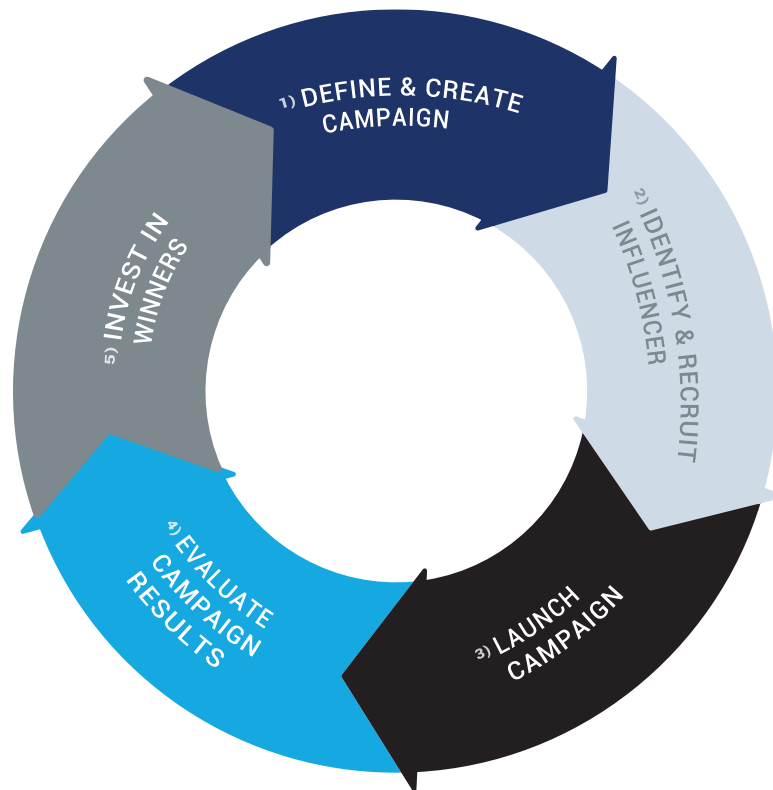 1) DEFINE & CREATE
CAMPAIGN
2) IDENTIFY & RECRUIT
INFLUENCER
3) LAUNCH
CAMPAIGN
4) EVALUATE
CAMPAIGN
RESULTS
5) INVEST IN
WINNERS